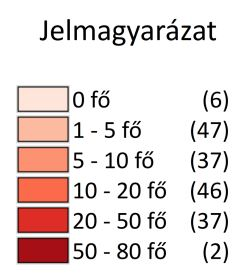 Jelmagyarázat
0 fő (6)
1 - 5 fő (47)
5 - 10 fő (37)
10 - 20 fő (46)
20 - 50 fő (37)
50 - 80 fő (2)